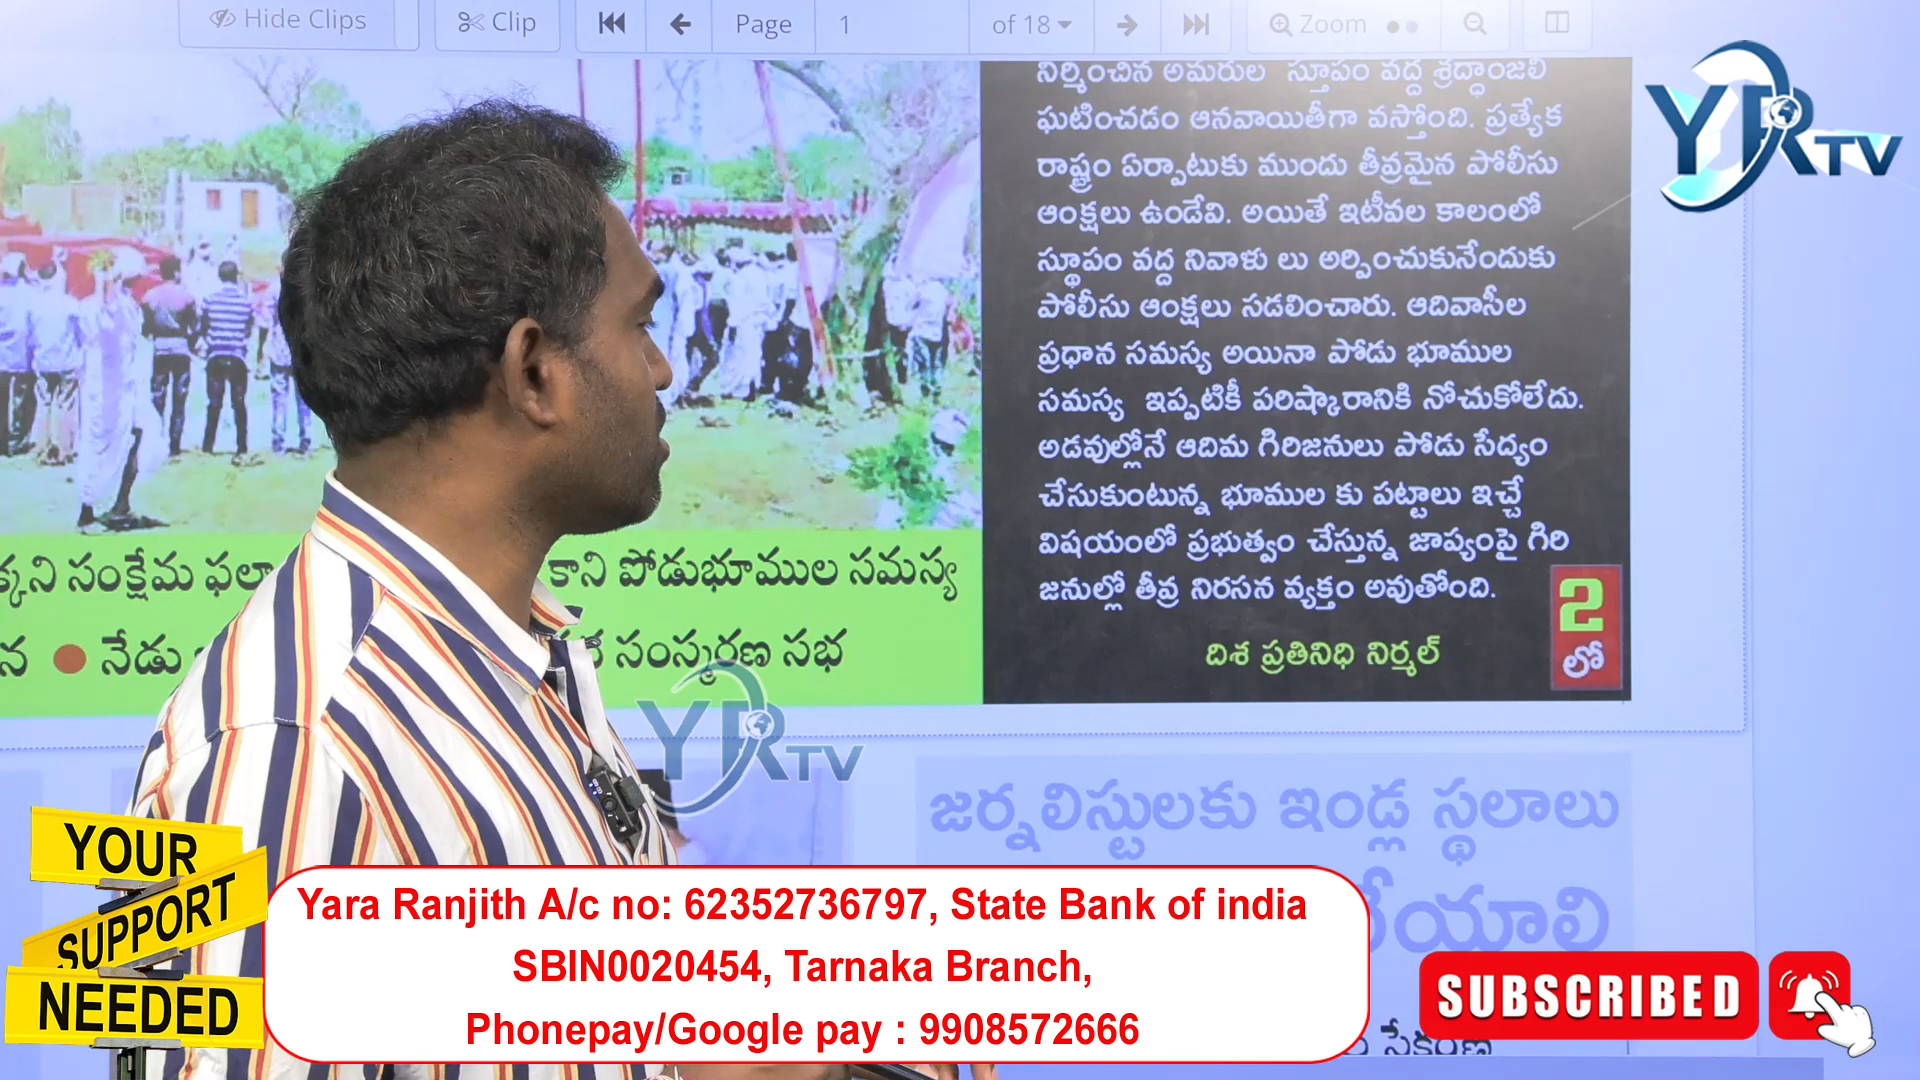 Hide Clips
Clip
Page
1
of 18
Zoom
YRTV
నిర్మించిన అమరుల స్తూపం వద్ద శ్రద్ధాంజలి
ఘటించడం ఆనవాయితీగా వస్తోంది. ప్రత్యేక
రాష్ట్రం ఏర్పాటుకు ముందు తీవ్రమైన పోలీసు
ఆంక్షలు ఉండేవి. అయితే ఇటీవల కాలంలో
స్థూపం వద్ద నివాళు లు అర్పించుకునేందుకు
పోలీసు ఆంక్షలు సడలించారు. ఆదివాసీల
ప్రధాన సమస్య అయినా పోడు భూముల
సమస్య ఇప్పటికీ పరిష్కారానికి నోచుకోలేదు.
అడవుల్లోనే ఆదిమ గిరిజనులు పోడు సేద్యం
చేసుకుంటున్న భూముల కు పట్టాలు ఇచ్చే
విషయంలో ప్రభుత్వం చేస్తున్న జాప్యంపై గిరి
జనుల్లో తీవ్ర నిరసన వ్యక్తం అవుతోంది.
దిశ ప్రతినిధి నిర్మల్
2
లో
సంక్షేమ కాని పోడుభూముల సమస్య
నేడు సంస్మరణ సభ
YRTV
జర్నలిస్టులకు ఇండ్ల స్థలాలు
YOUR
SUPPORT
NEEDED
Yara Ranjith A/c no: 62352736797, State Bank of india
SBIN0020454, Tarnaka Branch,
Phonepay/Google pay : 9908572666
SUBSCRIBED